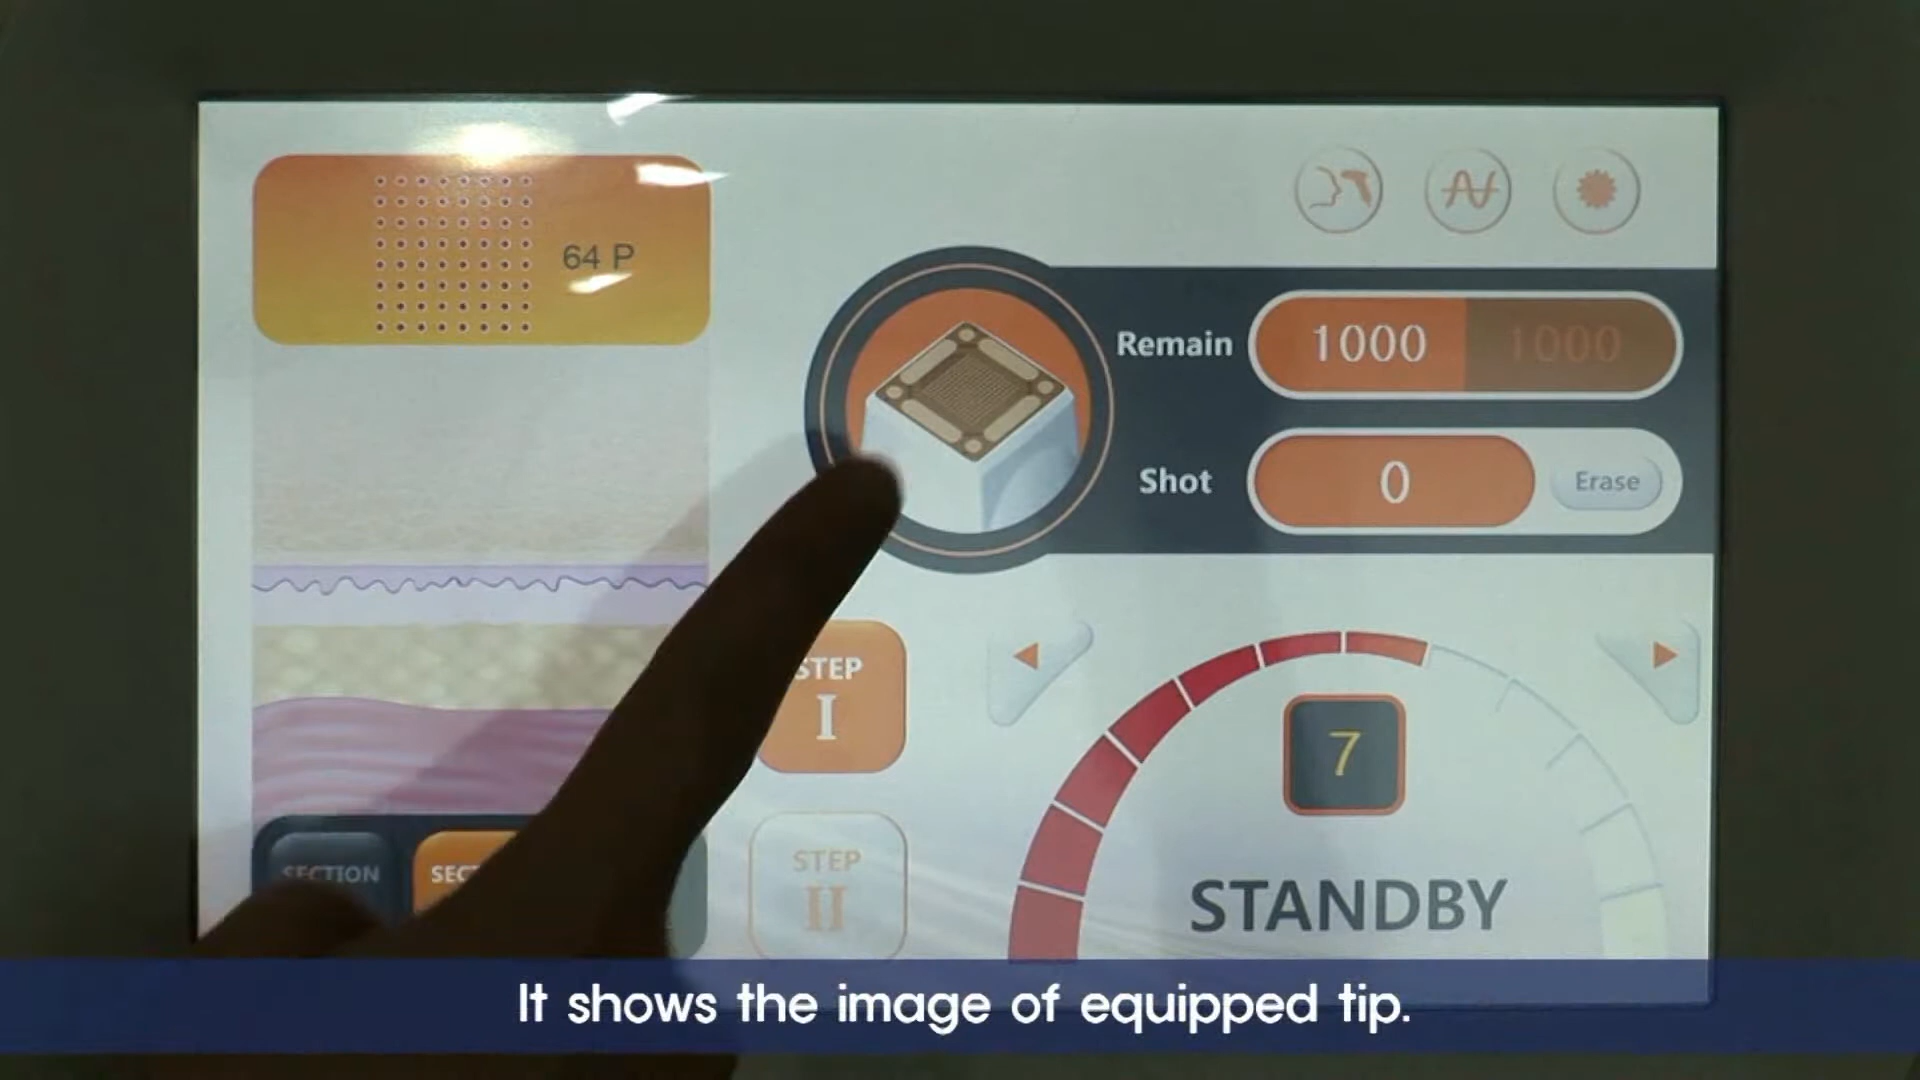 64 P
Remain
1000
1000
Shot
0
Erase
STEP
I
7
STEP
II
STANDBY
SECTION
It shows the image of equipped tip.